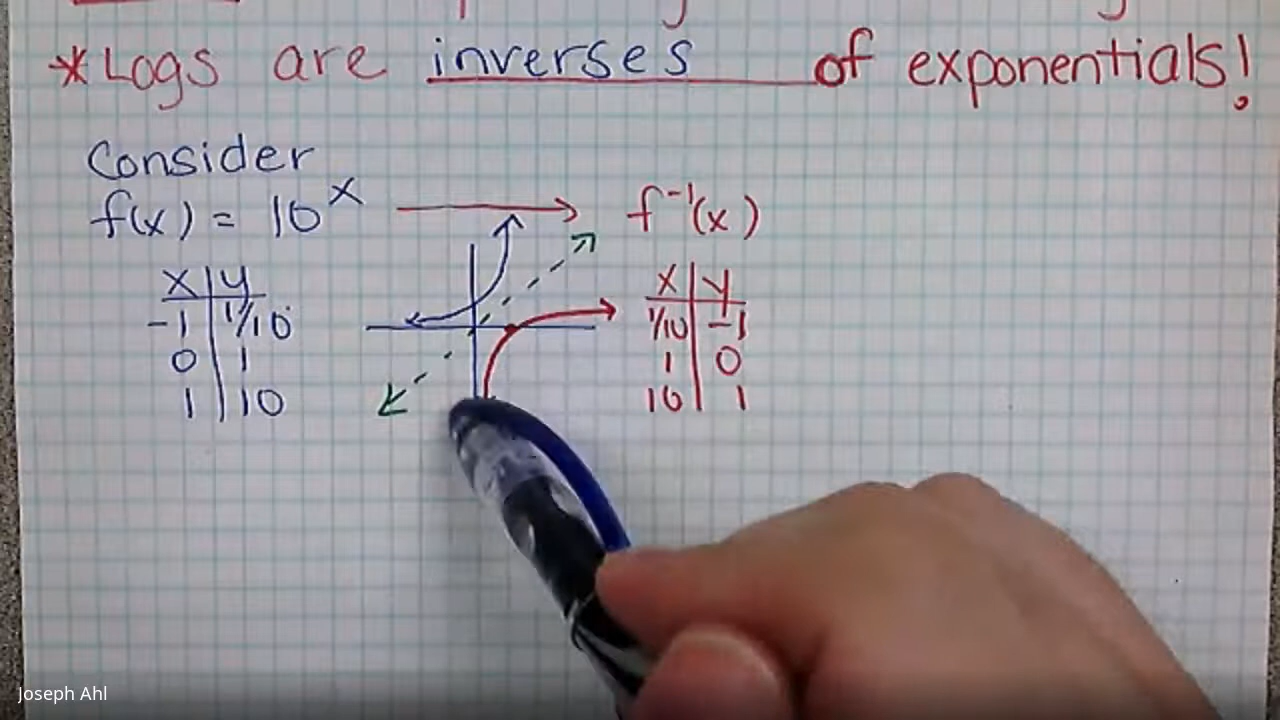 *Logs are inverses of exponentials!
Consider
f(x) = 10^x f⁻¹(x)
x | y
-1 | 1/10
0 | 1
1 | 10
x | y
1/10 | -1
1 | 0
10 | 1
Joseph Ahl